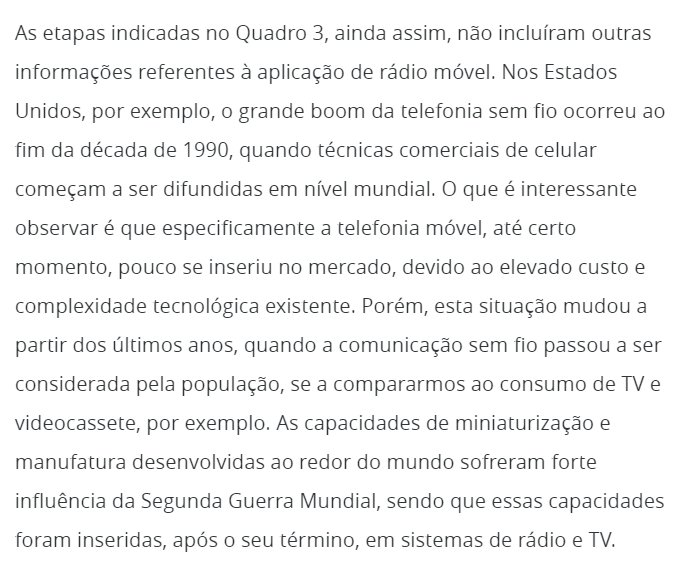 As etapas indicadas no Quadro 3, ainda assim, não incluíram outras
informações referentes à aplicação de rádio móvel. Nos Estados
Unidos, por exemplo, o grande boom da telefonia sem fio ocorreu ao
fim da década de 1990, quando técnicas comerciais de celular
começam a ser difundidas em nível mundial. O que é interessante
observar é que especificamente a telefonia móvel, até certo
momento, pouco se inseriu no mercado, devido ao elevado custo e
complexidade tecnológica existente. Porém, esta situação mudou a
partir dos últimos anos, quando a comunicação sem fio passou a ser
considerada pela população, se a compararmos ao consumo de TV e
videocassete, por exemplo. As capacidades de miniaturização e
manufatura desenvolvidas ao redor do mundo sofreram forte
influência da Segunda Guerra Mundial, sendo que essas capacidades
foram inseridas, após o seu término, em sistemas de rádio e TV.